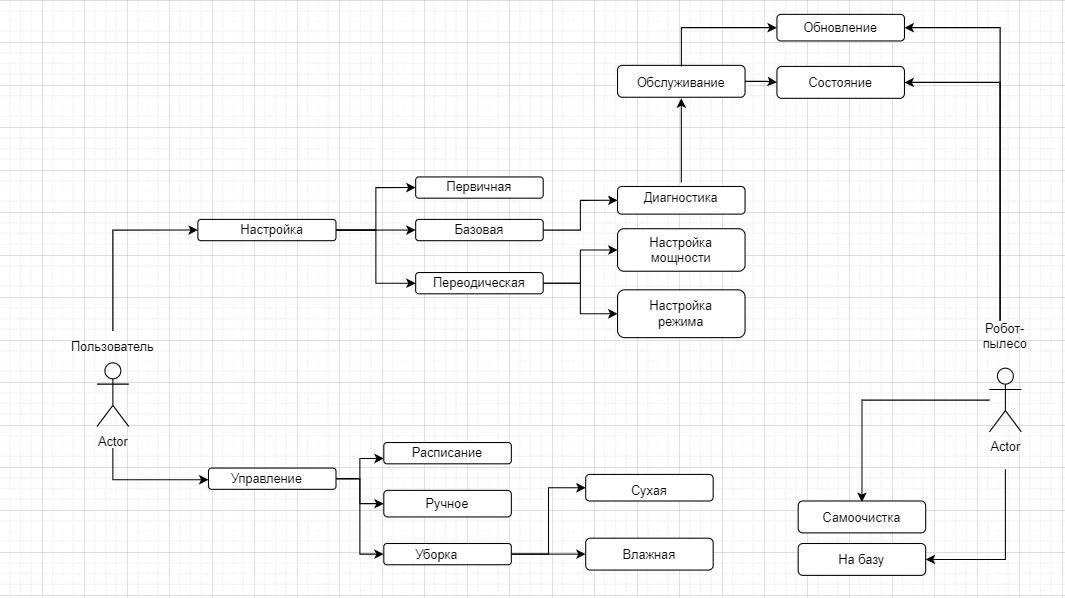 Обновление
Обслуживание
Состояние
Первичная
Диагностика
Настройка
Базовая
Настройка
мощности
Переодическая
Настройка
режима
Пользователь
Робот-
пылесо
Actor
Actor
Расписание
Управление
Сухая
Ручное
Самоочистка
Уборка
Влажная
На базу